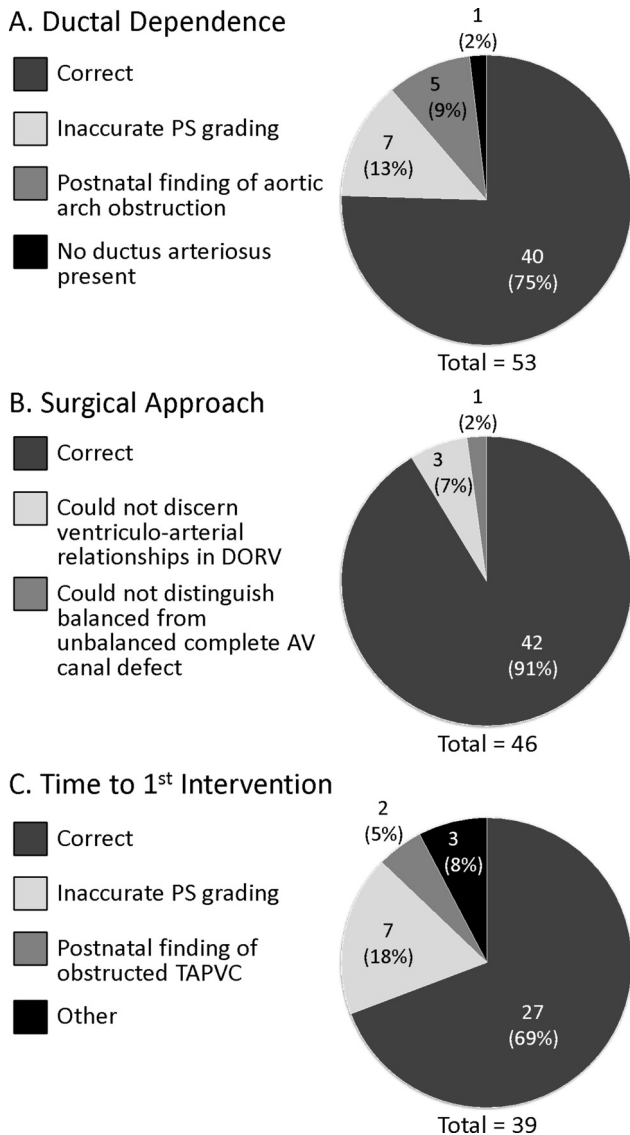 A. Ductal Dependence
Correct
Inaccurate PS grading
Postnatal finding of aortic
arch obstruction
No ductus arteriosus
present
1
(2%)
5
(9%)
7
(13%)
40
(75%)
Total = 53
B. Surgical Approach
Correct
Could not discern
ventriculo-arterial
relationships in DORV
Could not distinguish
balanced from
unbalanced complete AV
canal defect
1
(2%)
3
(7%)
42
(91%)
Total = 46
C. Time to 1st Intervention
Correct
Inaccurate PS grading
Postnatal finding of
obstructed TAPVC
Other
2
(5%)
3
(8%)
7
(18%)
27
(69%)
Total = 39